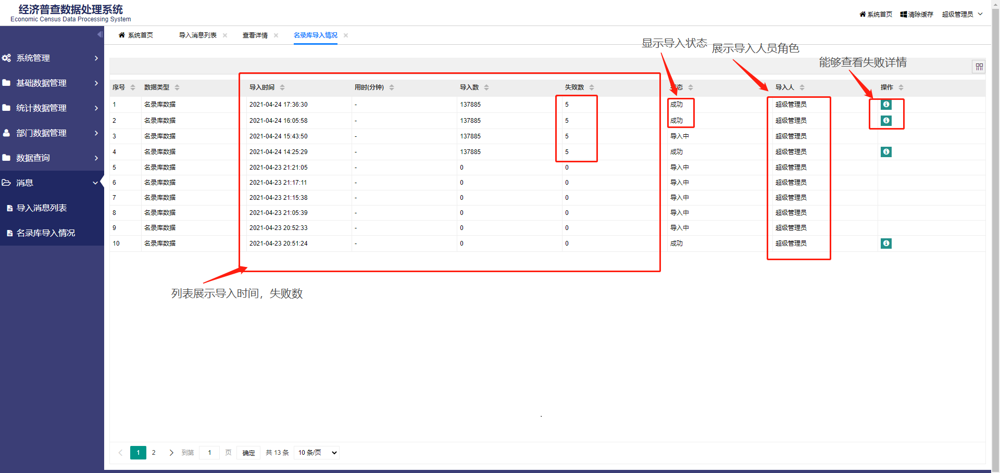 经济普查数据处理系统
Economic Census Data Processing System
系统首页 清除缓存 超级管理员
系统首页 导入消息列表 查看详情 名录库导入情况
系统管理
基础数据管理
统计数据管理
部门数据管理
数据查询
消息
导入消息列表
名录库导入情况
显示导入状态
展示导入人员角色
能够查看失败详情
序号 数据类型 导入时间 用时(分钟) 导入数 失败数 态 导入人 操作
1 名录库数据 2021-04-24 17:36:30 - 137885 5 成功 超级管理员
2 名录库数据 2021-04-24 16:05:58 - 137885 5 成功 超级管理员
3 名录库数据 2021-04-24 15:43:50 - 137885 5 导入中 超级管理员
4 名录库数据 2021-04-24 14:25:29 - 137885 5 成功 超级管理员
5 名录库数据 2021-04-23 21:21:05 - 0 0 导入中 超级管理员
6 名录库数据 2021-04-23 21:17:11 - 0 0 导入中 超级管理员
7 名录库数据 2021-04-23 21:15:38 - 0 0 导入中 超级管理员
8 名录库数据 2021-04-23 21:05:39 - 0 0 导入中 超级管理员
9 名录库数据 2021-04-23 20:52:33 - 0 0 导入中 超级管理员
10 名录库数据 2021-04-23 20:51:24 - 0 0 成功 超级管理员
列表展示导入时间，失败数
1 2 到第 1 页 确定 共 13 条 10 条/页